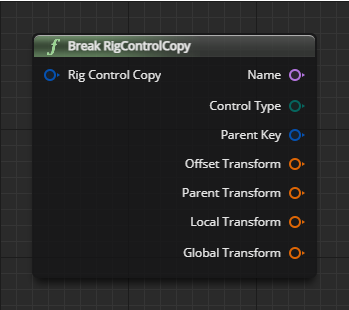 f Break RigControlCopy
Rig Control Copy Name
Control Type
Parent Key
Offset Transform
Parent Transform
Local Transform
Global Transform